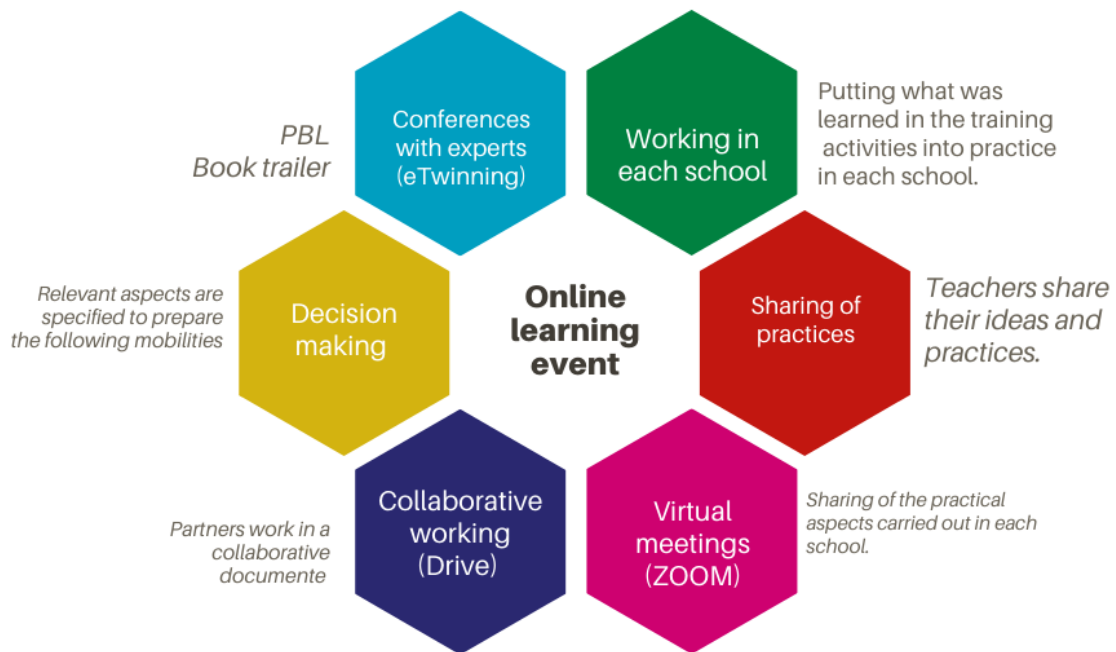 PBL
Book trailer
Conferences
with experts
(eTwinning)
Working in
each school
Putting what was
learned in the training
activities into practice
in each school.
Relevant aspects are
specified to prepare
the following mobilities
Decision
making
Online
learning
event
Sharing of
practices
Teachers share
their ideas and
practices.
Partners work in a
collaborative
documente
Collaborative
working
(Drive)
Virtual
meetings
(ZOOM)
Sharing of the practical
aspects carried out in each
school.